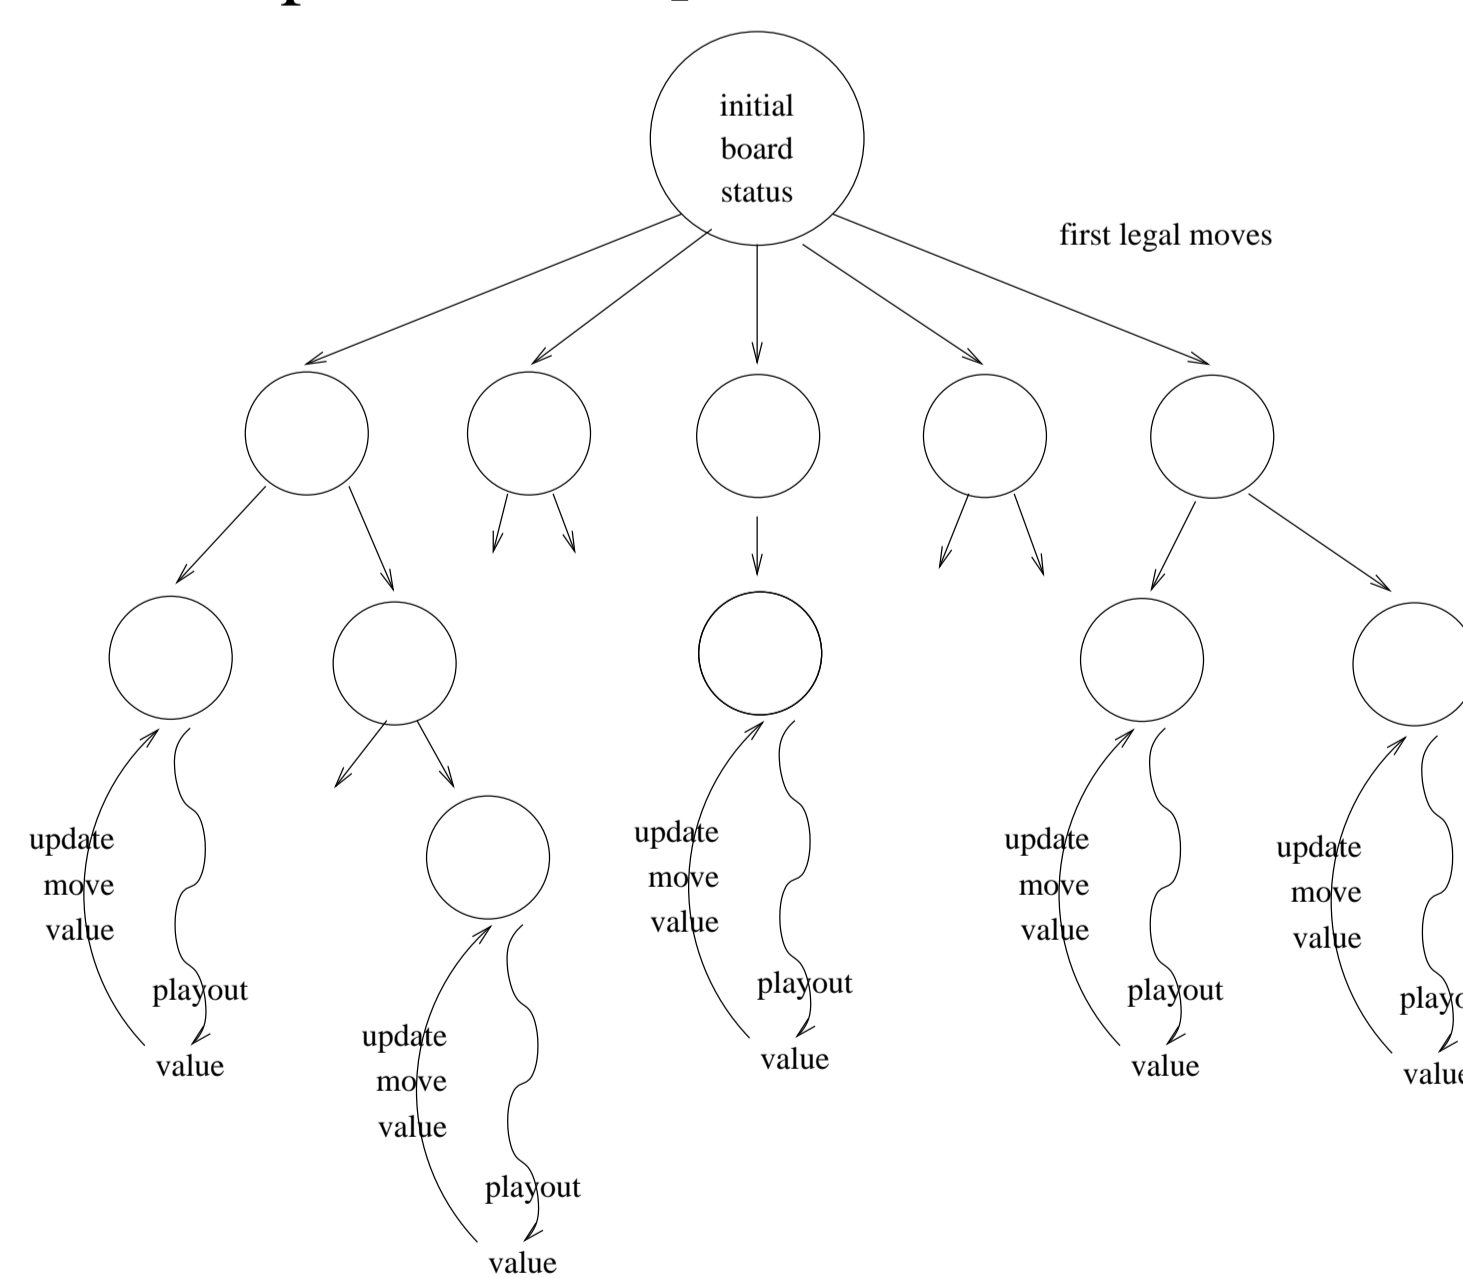 initial
board
status
first legal moves
update
move
value
playout
value
update
move
value
playout
value
update
move
value
playout
value
update
move
value
playout
value
update
move
value